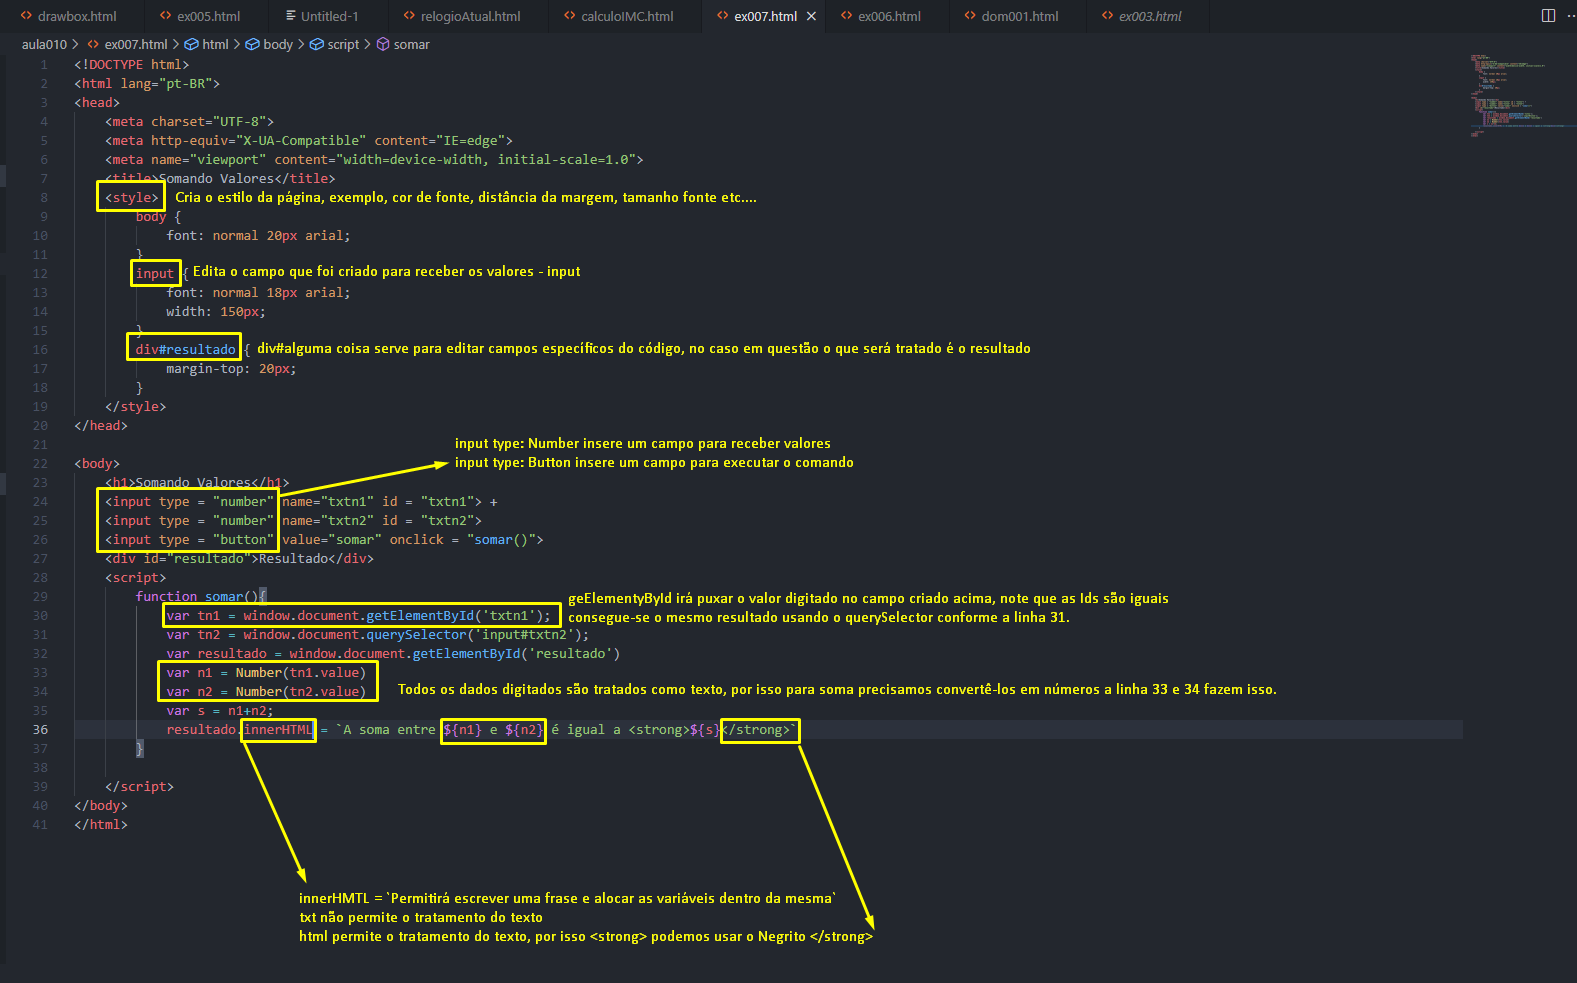 drawbox.html ex005.html Untitled-1 relogioAtual.html calculoIMC.html ex007.html ex006.html dom001.html ex003.html
aula010 > ex007.html > html > body > script > somar
1 <!DOCTYPE html>
2 <html lang="pt-BR">
3 <head>
4 <meta charset="UTF-8">
5 <meta http-equiv="X-UA-Compatible" content="IE=edge">
6 <meta name="viewport" content="width=device-width, initial-scale=1.0">
7 <title>Somando Valores</title>
8 <style> Cria o estilo da página, exemplo, cor de fonte, distância da margem, tamanho fonte etc....
9 body {
10 font: normal 20px arial;
11 }
12 input { Edita o campo que foi criado para receber os valores - input
13 font: normal 18px arial;
14 width: 150px;
15 }
16 div#resultado { div#alguma coisa serve para editar campos específicos do código, no caso em questão o que será tratado é o resultado
17 margin-top: 20px;
18 }
19 </style>
20 </head>
21 input type: Number insere um campo para receber valores
22 <body> input type: Button insere um campo para executar o comando
23 <h1>Somando Valores</h1>
24 <input type = "number" name="txtn1" id = "txtn1"> +
25 <input type = "number" name="txtn2" id = "txtn2">
26 <input type = "button" value="somar" onclick = "somar()">
27 <div id="resultado">Resultado</div>
28 <script>
29 function somar(){ geElementyById irá puxar o valor digitado no campo criado acima, note que as Ids são iguais
30 var tn1 = window.document.getElementById('txtn1'); consegue-se o mesmo resultado usando o querySelector conforme a linha 31.
31 var tn2 = window.document.querySelector('input#txtn2');
32 var resultado = window.document.getElementById('resultado')
33 var n1 = Number(tn1.value)
34 var n2 = Number(tn2.value) Todos os dados digitados são tratados como texto, por isso para soma precisamos convertê-los em números a linha 33 e 34 fazem isso.
35 var s = n1+n2;
36 resultado.innerHTML = `A soma entre ${n1} e ${n2} é igual a <strong>${s}</strong>`
37 }
38
39 </script>
40 </body>
41 </html>
innerHMTL = `Permitirá escrever uma frase e alocar as variáveis dentro da mesma`
txt não permite o tratamento do texto
html permite o tratamento do texto, por isso <strong> podemos usar o Negrito </strong>